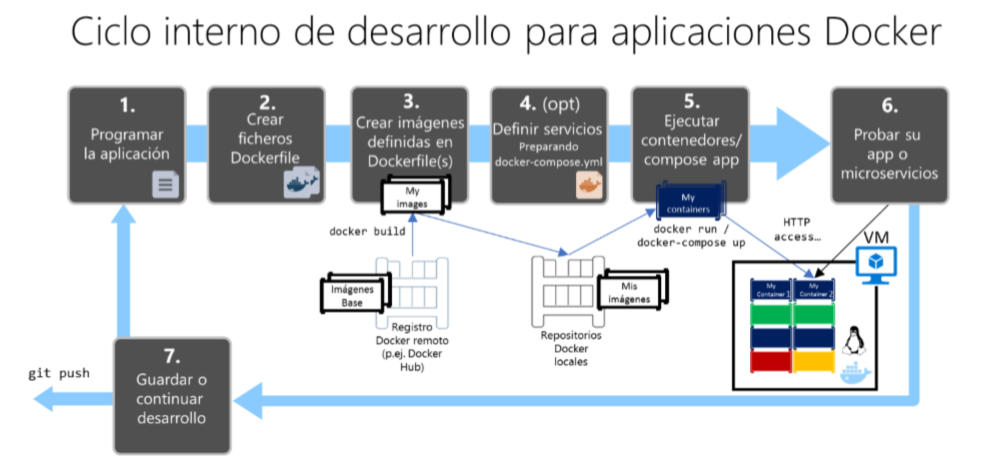 Ciclo interno de desarrollo para aplicaciones Docker
1.
Programar
la aplicación
2.
Crear
ficheros
Dockerfile
3.
Crear imágenes
definidas en
Dockerfile(s)
My
images
4. (opt)
Definir servicios
Preparando
docker-compose.yml
5.
Ejecutar
contenedores/
compose app
My
containers
6.
Probar su
app o
microservicios
docker build
docker run /
docker-compose up
HTTP
access...
VM
Imágenes
Base
Registro
Docker remoto
(p.ej. Docker
Hub)
Mis
imágenes
Repositorios
Docker
locales
My
Container 1
My
Container 2
7.
Guardar o
continuar
desarrollo
git push